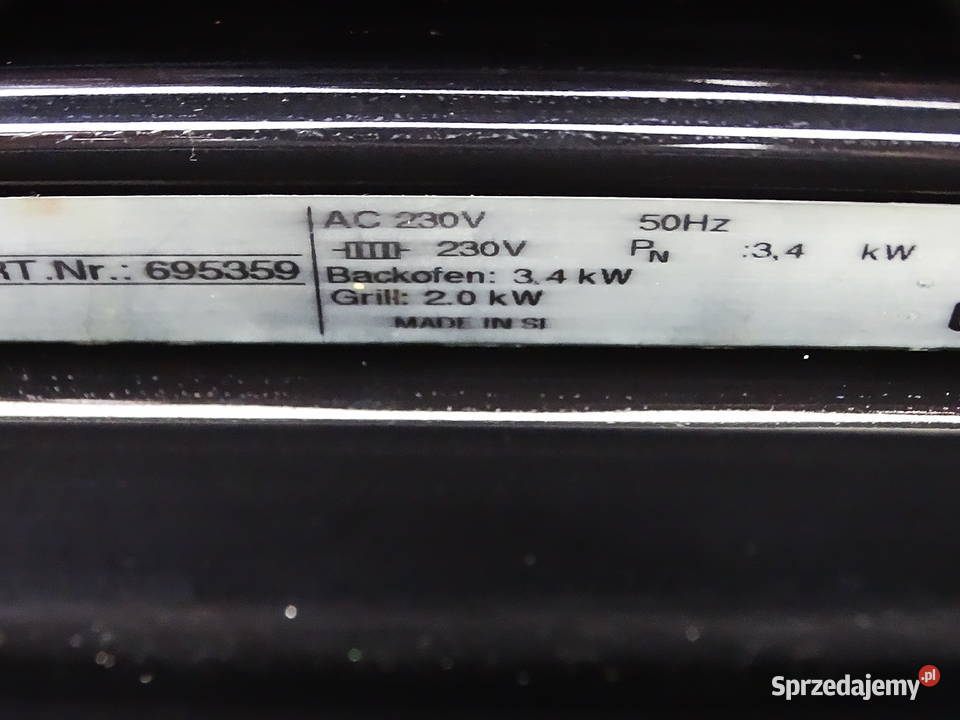 AC 230V 50Hz
230V PN :3,4 kW
RT.Nr.: 695359
Backofen: 3.4 kW
Grill: 2.0 kW
MADE IN SI
Sprzedajemy.pl